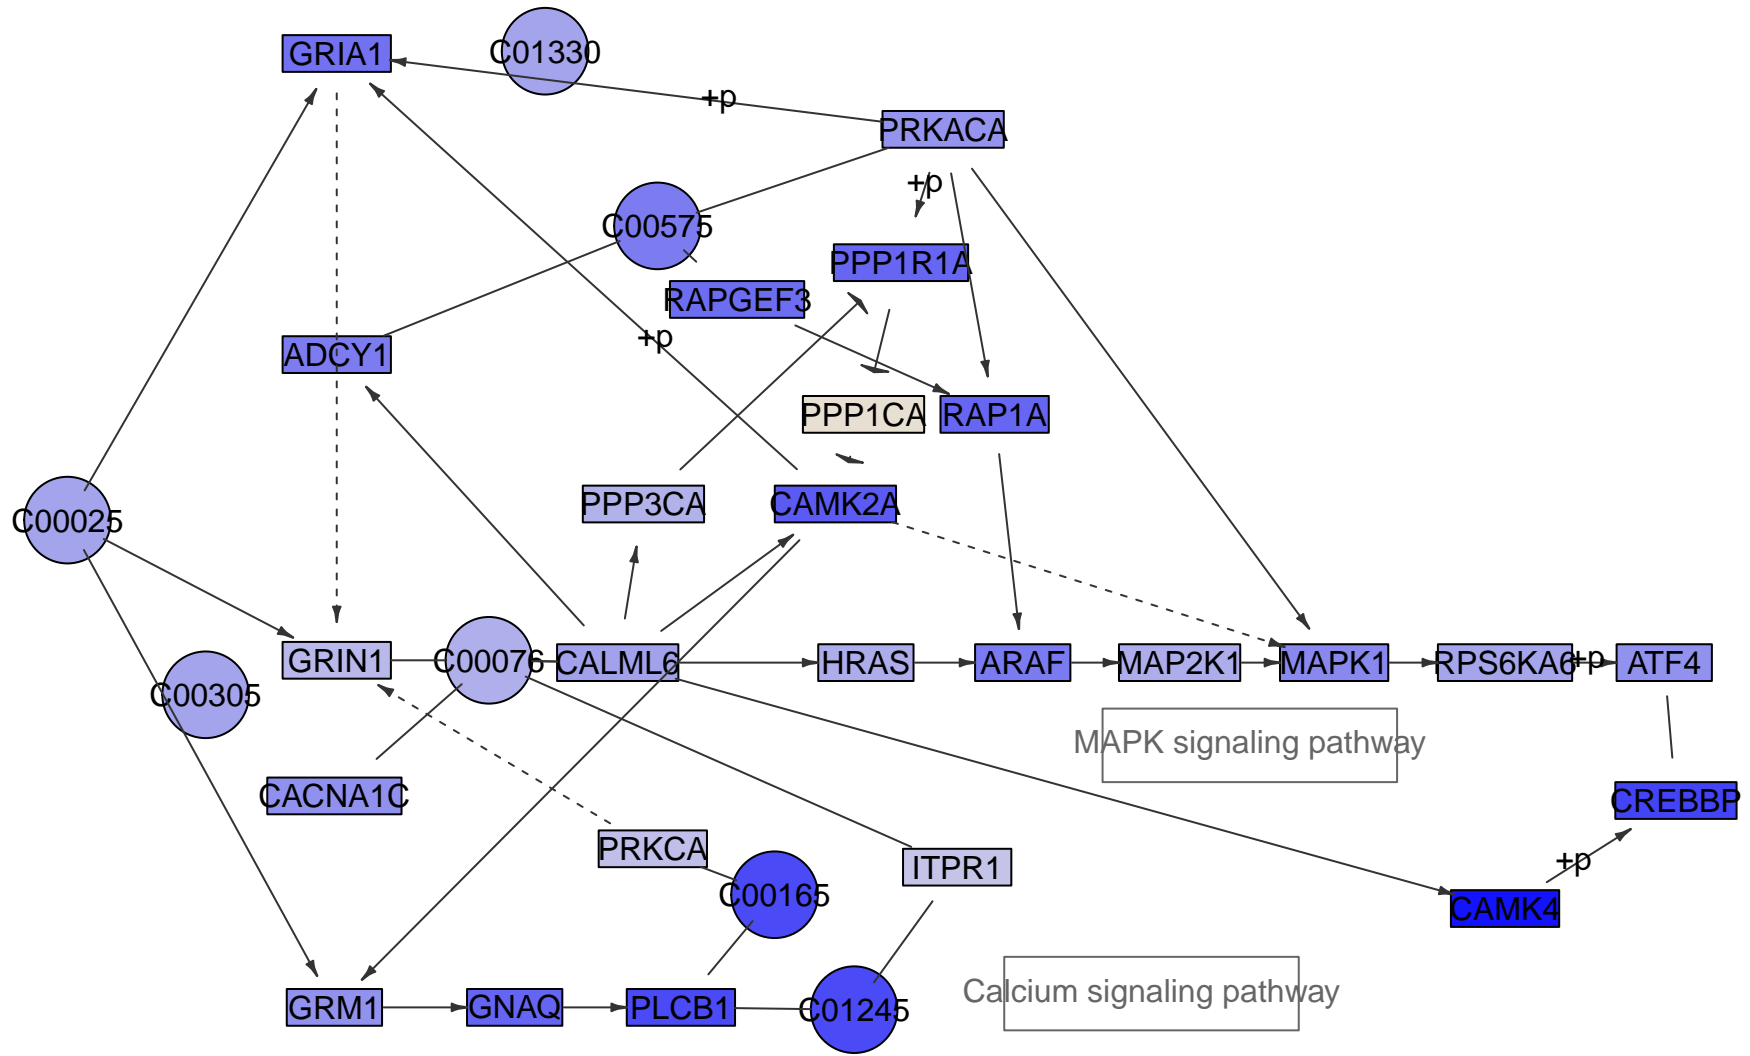 GRIA1
C01330
+p
PRKACA
+p
C00575
PPP1R1A
RAPGEF3
+p
ADCY1
PPP1CA
RAP1A
PPP3CA
CAMK2A
C00025
GRIN1
C00076
CALML6
HRAS
ARAF
MAP2K1
MAPK1
RPS6KA6
+p
ATF4
C00305
MAPK signaling pathway
CACNA1C
CREBBP
PRKCA
ITPR1
+p
C00165
CAMK4
Calcium signaling pathway
GRM1
GNAQ
PLCB1
C01245